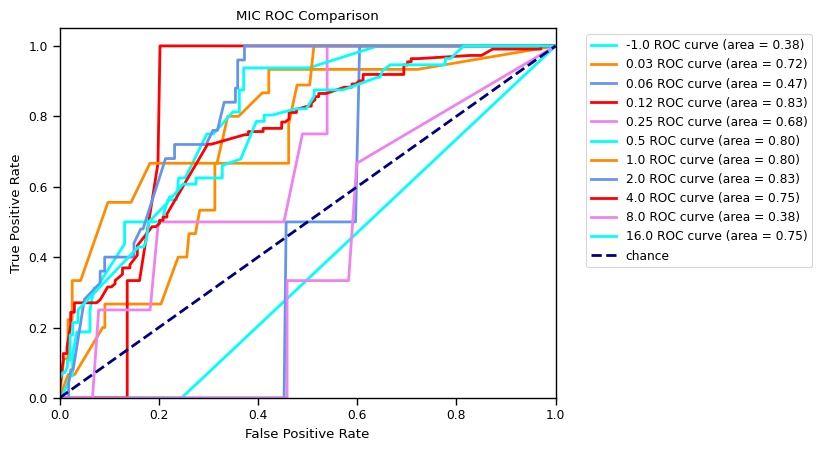 MIC ROC Comparison
True Positive Rate
1.0
0.8
0.6
0.4
0.2
0.0
0.0 0.2 0.4 0.6 0.8 1.0
False Positive Rate
-1.0 ROC curve (area = 0.38)
0.03 ROC curve (area = 0.72)
0.06 ROC curve (area = 0.47)
0.12 ROC curve (area = 0.83)
0.25 ROC curve (area = 0.68)
0.5 ROC curve (area = 0.80)
1.0 ROC curve (area = 0.80)
2.0 ROC curve (area = 0.83)
4.0 ROC curve (area = 0.75)
8.0 ROC curve (area = 0.38)
16.0 ROC curve (area = 0.75)
chance